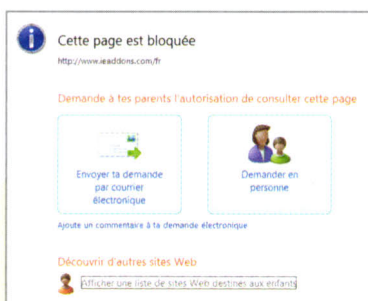 Cette page est bloquée
http://www.ieaddons.com/fr
Demande à tes parents l'autorisation de consulter cette page
Envoyer ta demande
par courrier
électronique
Demander en
personne
Ajoute un commentaire à ta demande électronique
Découvrir d'autres sites Web
Afficher une liste de sites Web destinés aux enfants